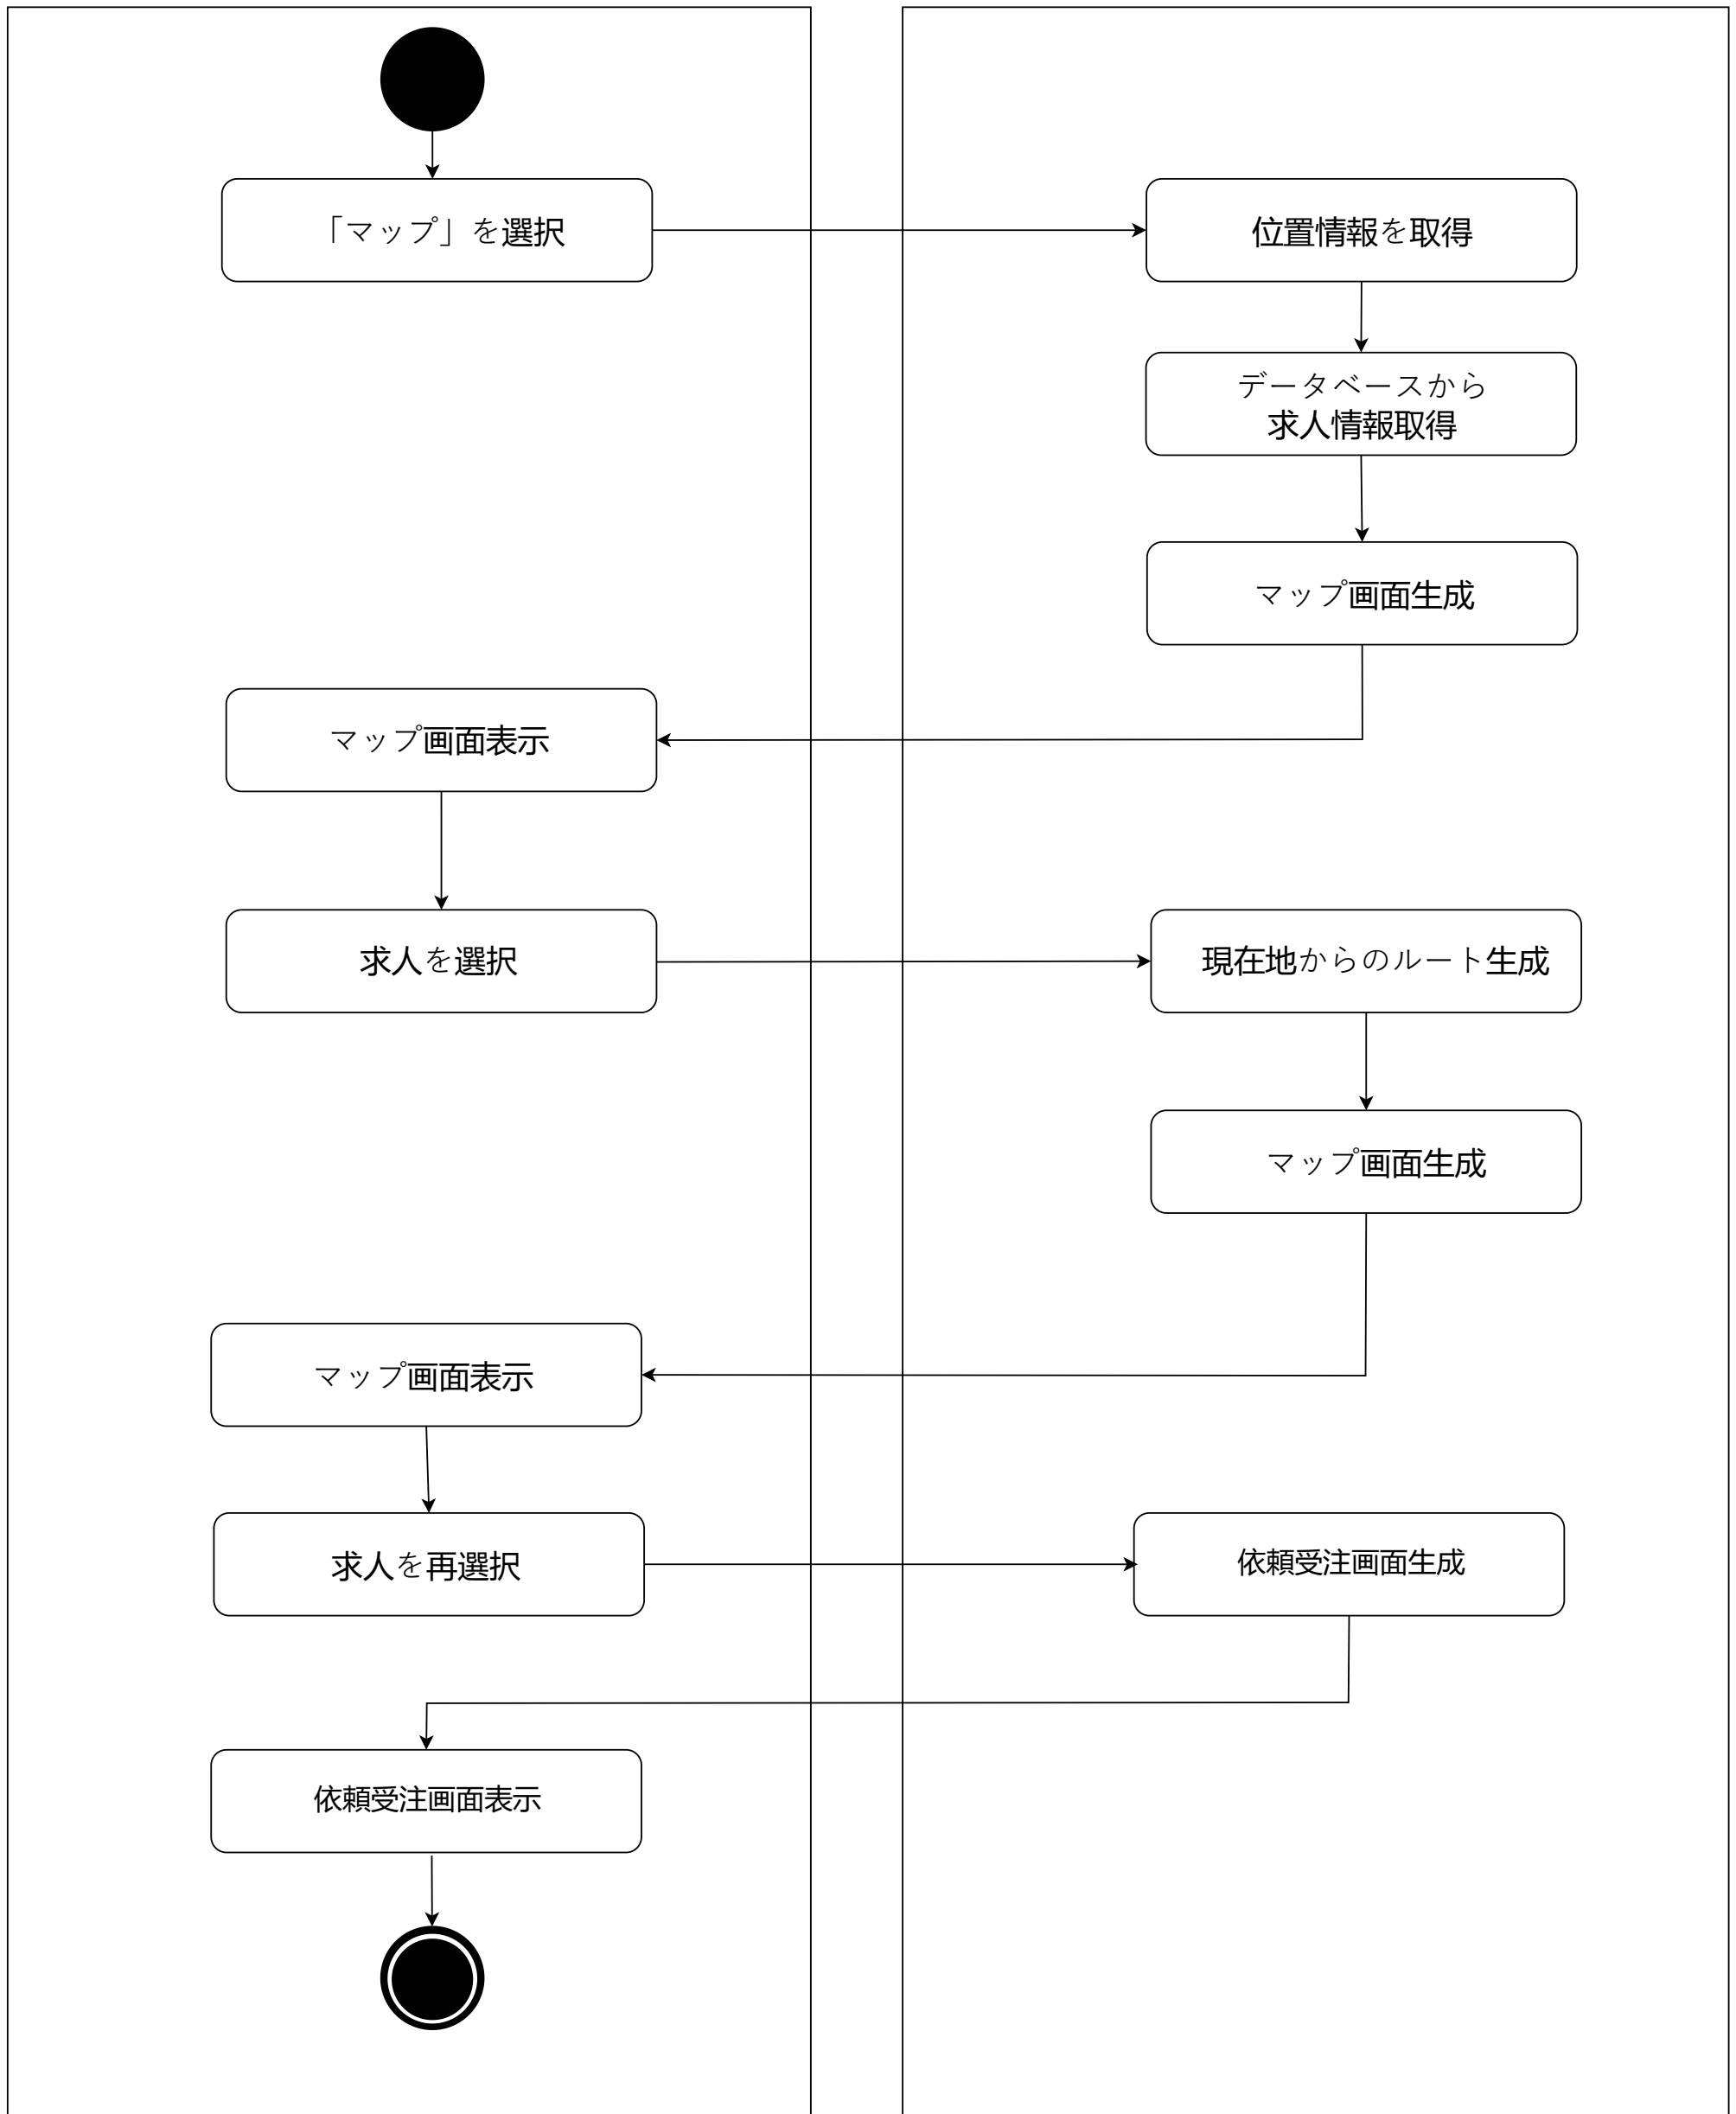 「マップ」を選択
位置情報を取得
データベースから
求人情報取得
マップ画面生成
マップ画面表示
求人を選択
現在地からのルート生成
マップ画面生成
マップ画面表示
求人を再選択
依頼受注画面生成
依頼受注画面表示